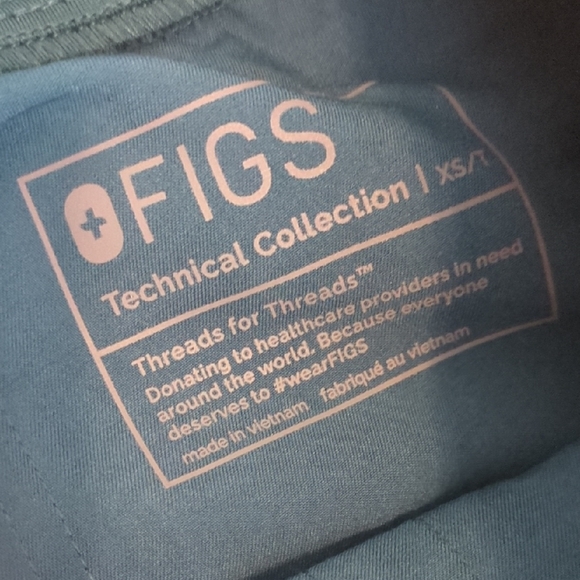 FIGS
Technical Collection | XS/
Threads for Threads™
Donating to healthcare providers in need
around the world. Because everyone
deserves to #wearFIGS
made in vietnam fabriqué au vietnam